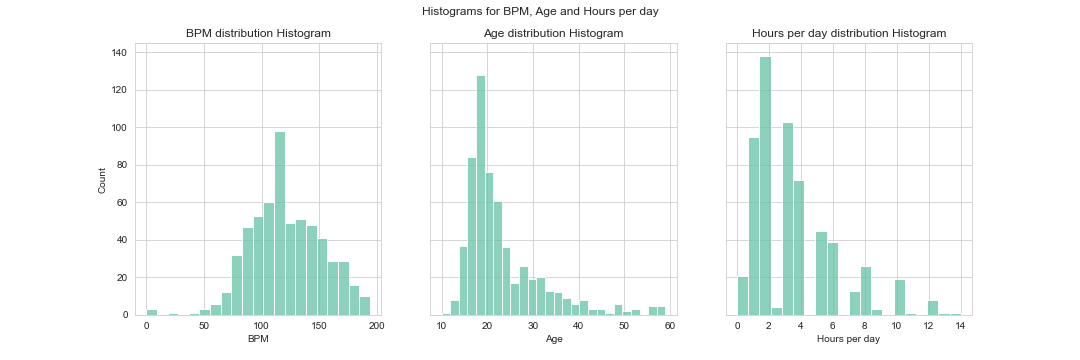 Histograms for BPM, Age and Hours per day
BPM distribution Histogram
Age distribution Histogram
Hours per day distribution Histogram
140
120
100
80
60
40
20
0
Count
0 50 100 150 200
BPM
10 20 30 40 50 60
Age
0 2 4 6 8 10 12 14
Hours per day